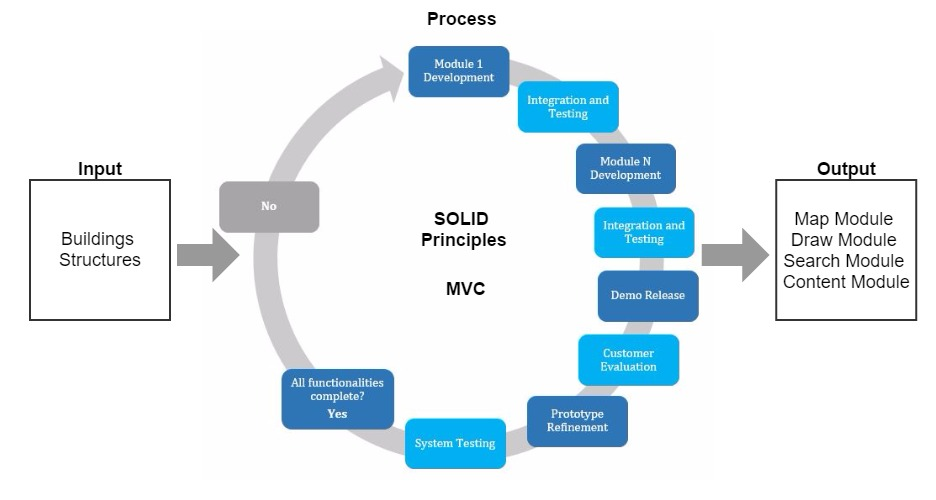 Process
Module 1
Development
Integration and
Testing
Module N
Development
Integration and
Testing
Demo Release
Customer
Evaluation
Prototype
Refinement
System Testing
All functionalities
complete?
Yes
No
SOLID
Principles
MVC
Input
Buildings
Structures
Output
Map Module
Draw Module
Search Module
Content Module